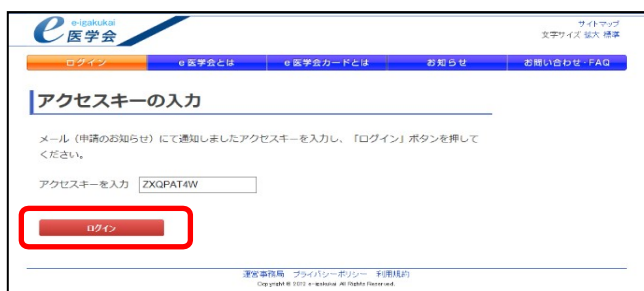 e-igakukai
医学会
サイトマップ
文字サイズ 拡大 標準
ログイン
e医学会とは
e医学会カードとは
お知らせ
お問い合わせ・FAQ
アクセスキーの入力
メール（申請のお知らせ）にて通知しましたアクセスキーを入力し、「ログイン」ボタンを押して
ください。
アクセスキーを入力 ZXQPAT4W
ログイン
運営事務局 プライバシーポリシー 利用規約
Copyright © 2012 e-igakukai All Rights Reserved.